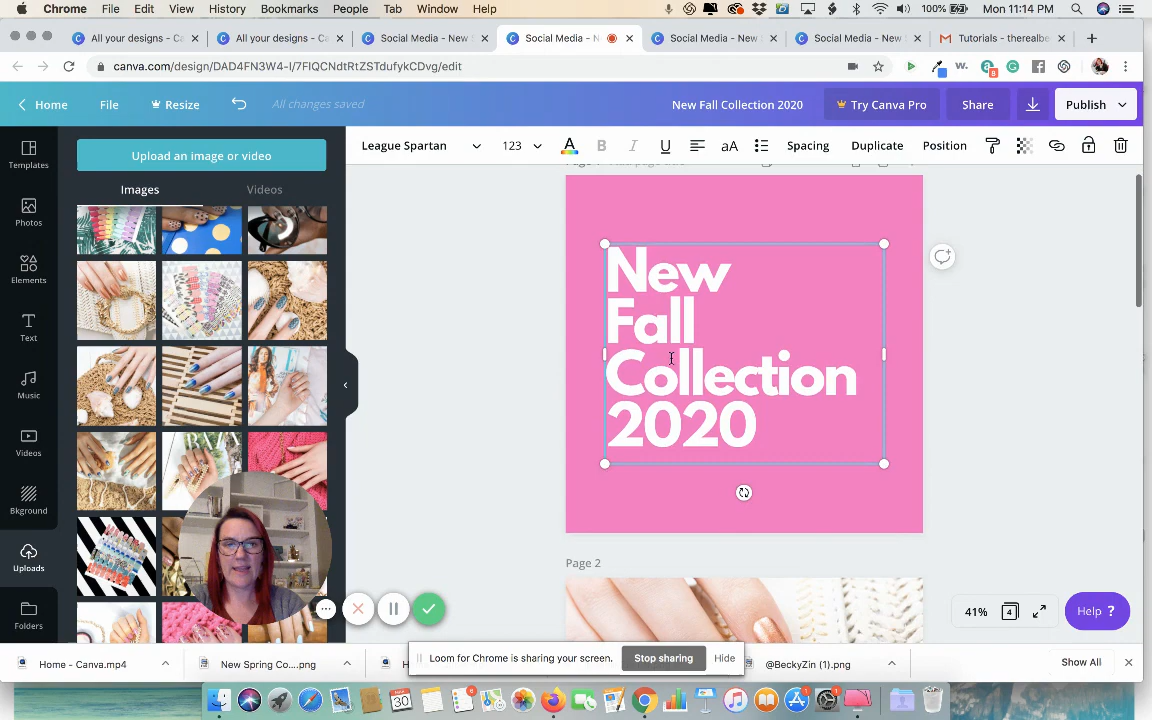 Chrome File Edit View History Bookmarks People Tab Window Help 100% Mon 11:14 PM
All your designs - Ca
All your designs - Ca
Social Media - New S
Social Media - N
Social Media - New S
Social Media - New S
Tutorials - therealbe
canva.com/design/DAD4FN3W4-I/7FIQCNdtRtZSTdufykCDvg/edit
Home File Resize All changes saved New Fall Collection 2020 Try Canva Pro Share Publish
Templates
Photos
Elements
Text
Music
Videos
Bkground
Uploads
Folders
Upload an image or video
Images Videos
League Spartan 123 A B I U aA Spacing Duplicate Position
New
Fall
Collection
2020
Page 2
41% 4 Help ?
Loom for Chrome is sharing your screen. Stop sharing Hide
Home - Canva.mp4
New Spring Co....png
@BeckyZin (1).png
Show All